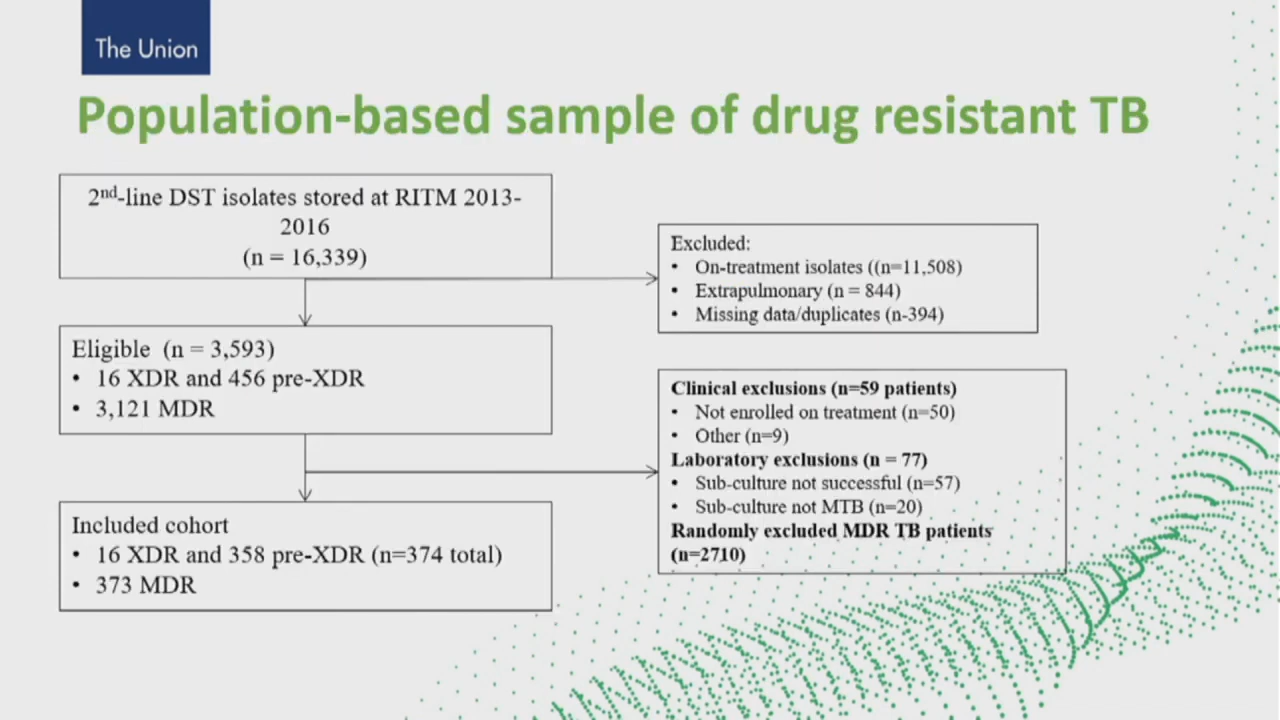 The Union
Population-based sample of drug resistant TB
2nd-line DST isolates stored at RITM 2013-
2016
(n = 16,339)
Excluded:
• On-treatment isolates ((n=11,508)
• Extrapulmonary (n = 844)
• Missing data/duplicates (n-394)
Eligible (n = 3,593)
• 16 XDR and 456 pre-XDR
• 3,121 MDR
Clinical exclusions (n=59 patients)
• Not enrolled on treatment (n=50)
• Other (n=9)
Laboratory exclusions (n = 77)
• Sub-culture not successful (n=57)
• Sub-culture not MTB (n=20)
Randomly excluded MDR TB patients
(n=2710)
Included cohort
• 16 XDR and 358 pre-XDR (n=374 total)
• 373 MDR